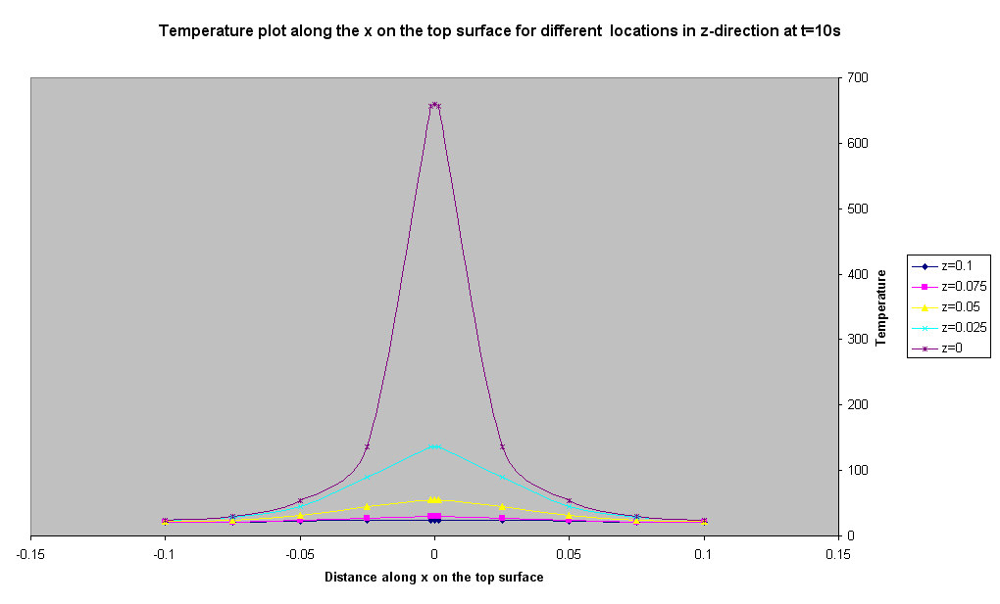 Temperature plot along the x on the top surface for different  locations in z-direction at t=10s
700
600
500
400
300
200
100
0
Temperature
z=0.1
z=0.075
z=0.05
z=0.025
z=0
-0.15
-0.1
-0.05
0
0.05
0.1
0.15
Distance along x on the top surface